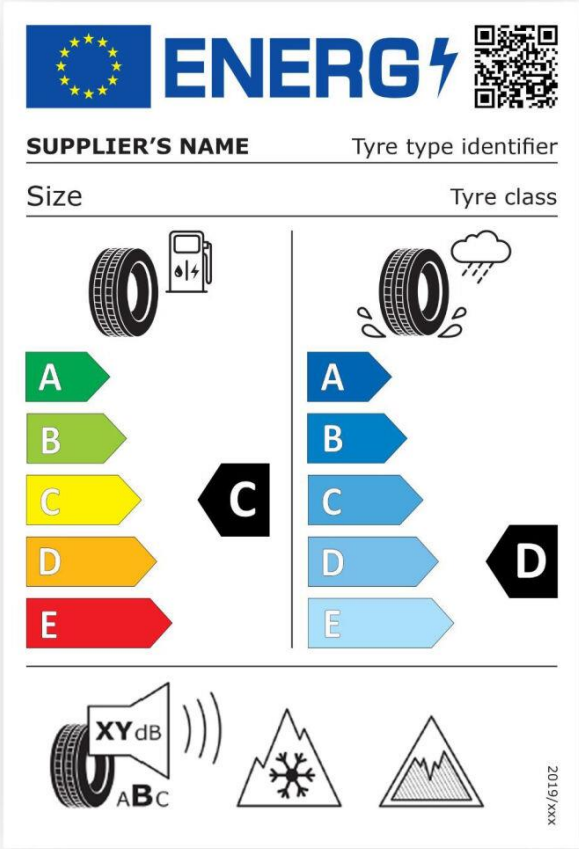 ENERG
SUPPLIER'S NAME
Tyre type identifier
Size
Tyre class
A
B
C
D
E
C
A
B
C
D
E
D
XY dB
ABC
2019/xxx